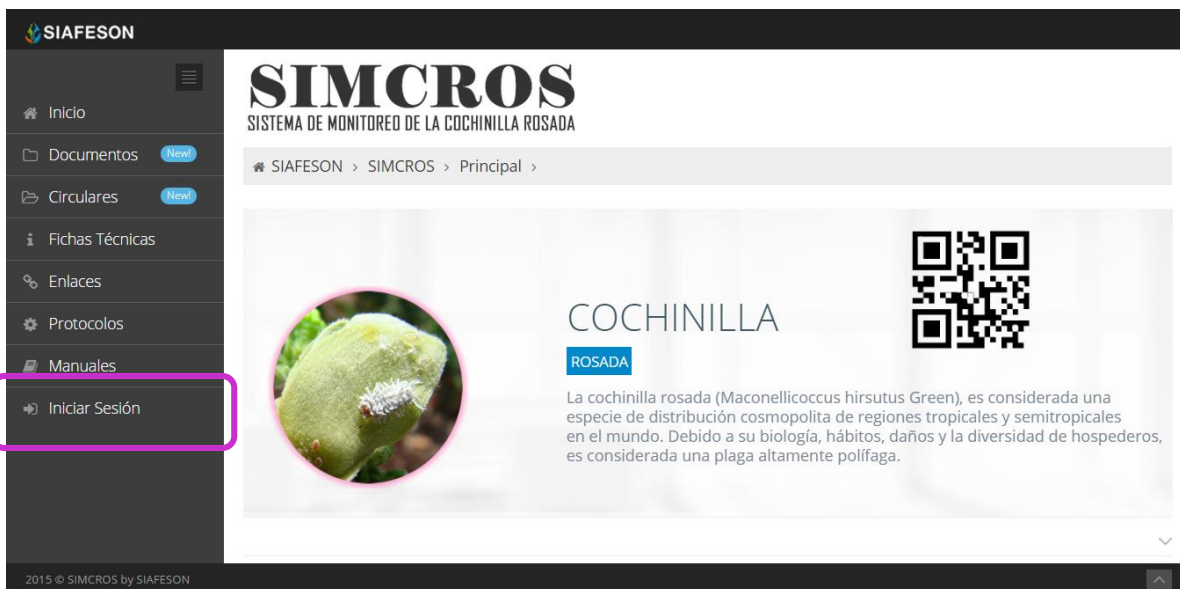 SIAFESON
Inicio
Documentos New!
Circulares New!
Fichas Técnicas
Enlaces
Protocolos
Manuales
Iniciar Sesión
SIMCROS
SISTEMA DE MONITOREO DE LA COCHINILLA ROSADA
SIAFESON > SIMCROS > Principal >
COCHINILLA
ROSADA
La cochinilla rosada (Maconellicoccus hirsutus Green), es considerada una
especie de distribución cosmopolita de regiones tropicales y semitropicales
en el mundo. Debido a su biología, hábitos, daños y la diversidad de hospederos,
es considerada una plaga altamente polífaga.
2015 © SIMCROS by SIAFESON